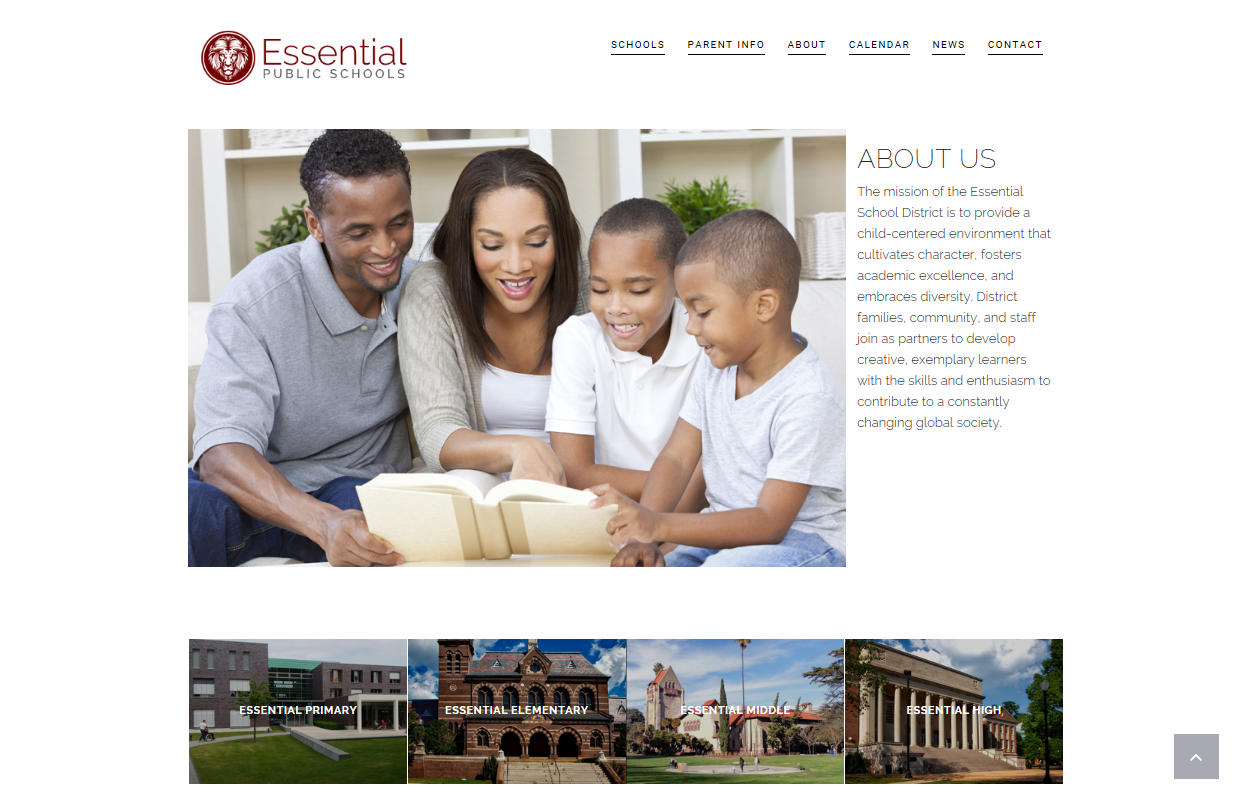 Essential
PUBLIC SCHOOLS
SCHOOLS PARENT INFO ABOUT CALENDAR NEWS CONTACT
ABOUT US
The mission of the Essential
School District is to provide a
child-centered environment that
cultivates character, fosters
academic excellence, and
embraces diversity. District
families, community, and staff
join as partners to develop
creative, exemplary learners
with the skills and enthusiasm to
contribute to a constantly
changing global society.
ESSENTIAL PRIMARY
ESSENTIAL ELEMENTARY
ESSENTIAL MIDDLE
ESSENTIAL HIGH